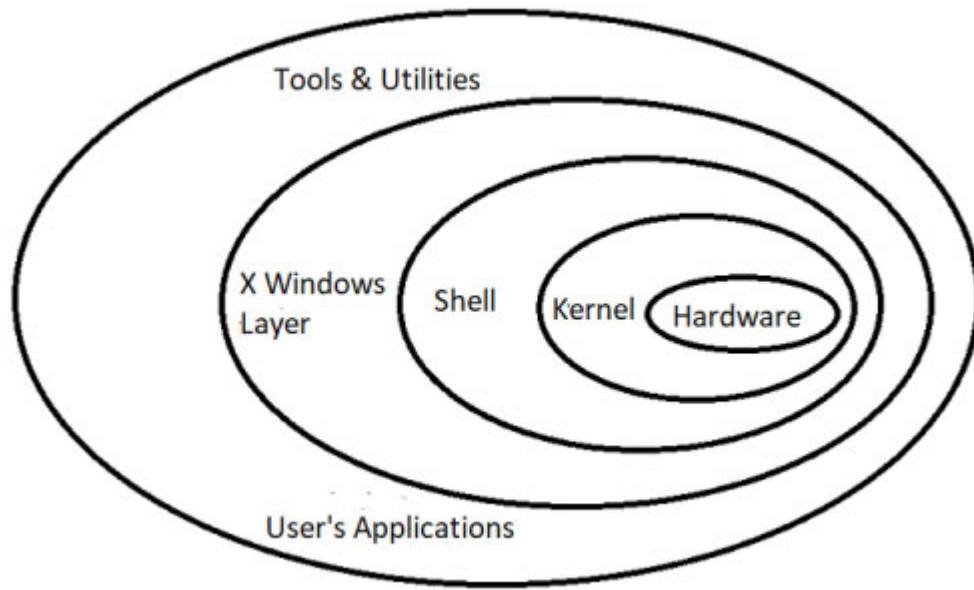 Tools & Utilities
X Windows
Layer
Shell
Kernel
Hardware
User's Applications